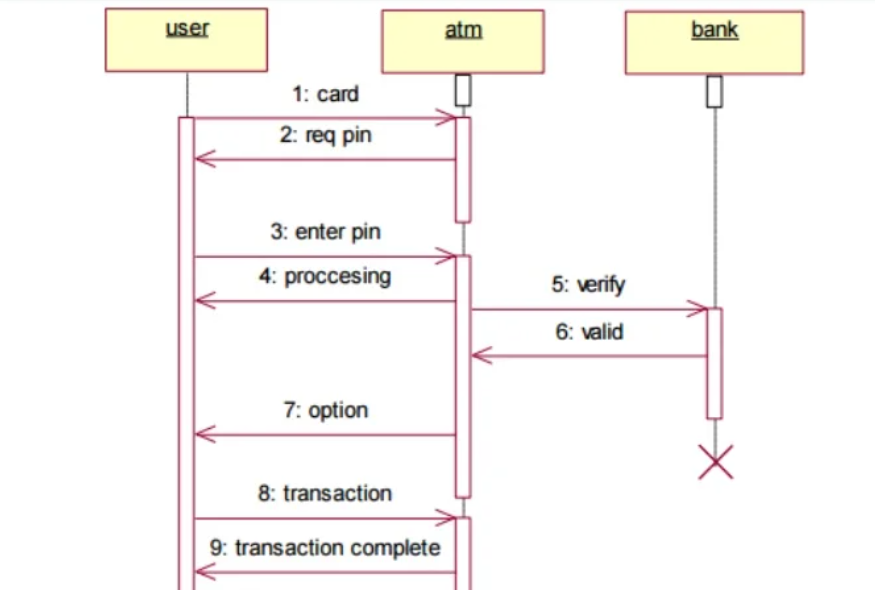 user
atm
bank
1: card
2: req pin
3: enter pin
4: proccesing
5: verify
6: valid
7: option
8: transaction
9: transaction complete